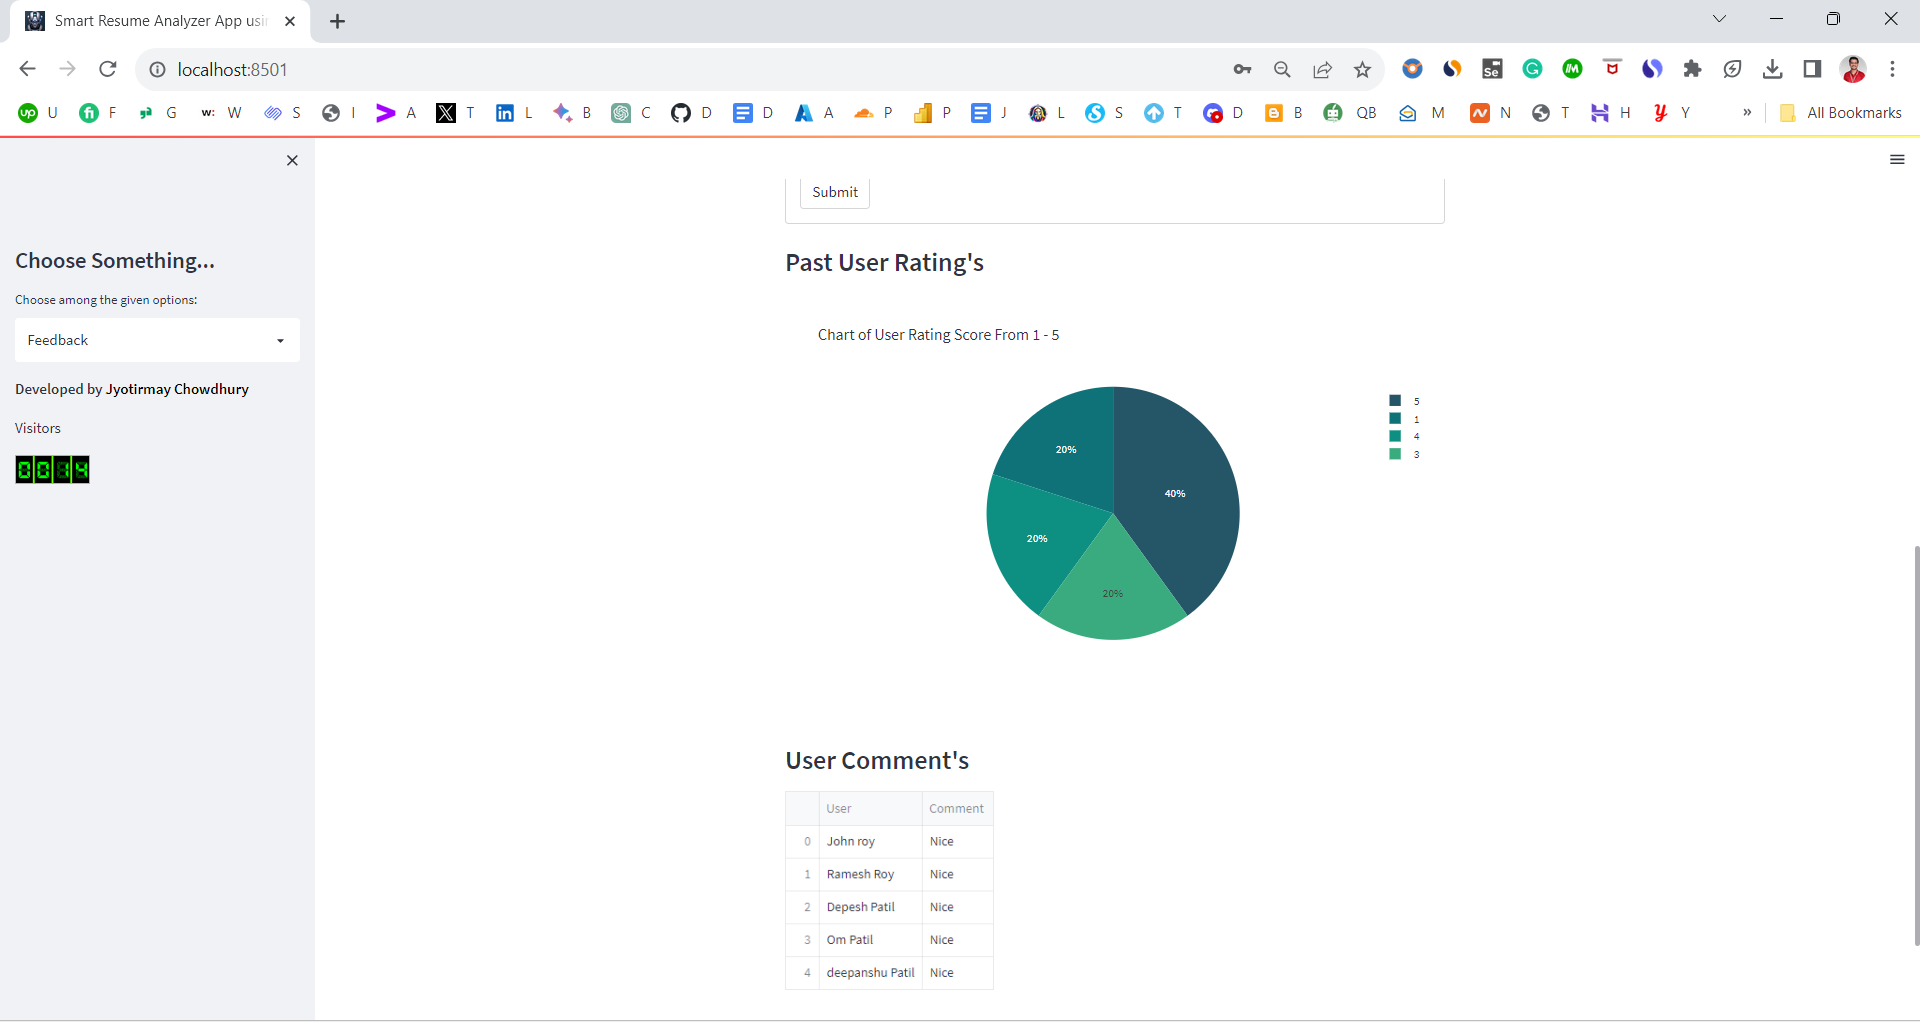 Smart Resume Analyzer App usi
localhost:8501
U F G W S I A T L B C D D A P P J L S T D B QB M N T H Y » All Bookmarks
Submit
Choose Something...
Choose among the given options:
Feedback
Developed by Jyotirmay Chowdhury
Visitors
0014
Past User Rating's
Chart of User Rating Score From 1 - 5
5
1
4
3
20%
40%
20%
20%
User Comment's
User Comment
0 John roy Nice
1 Ramesh Roy Nice
2 Depesh Patil Nice
3 Om Patil Nice
4 deepanshu Patil Nice